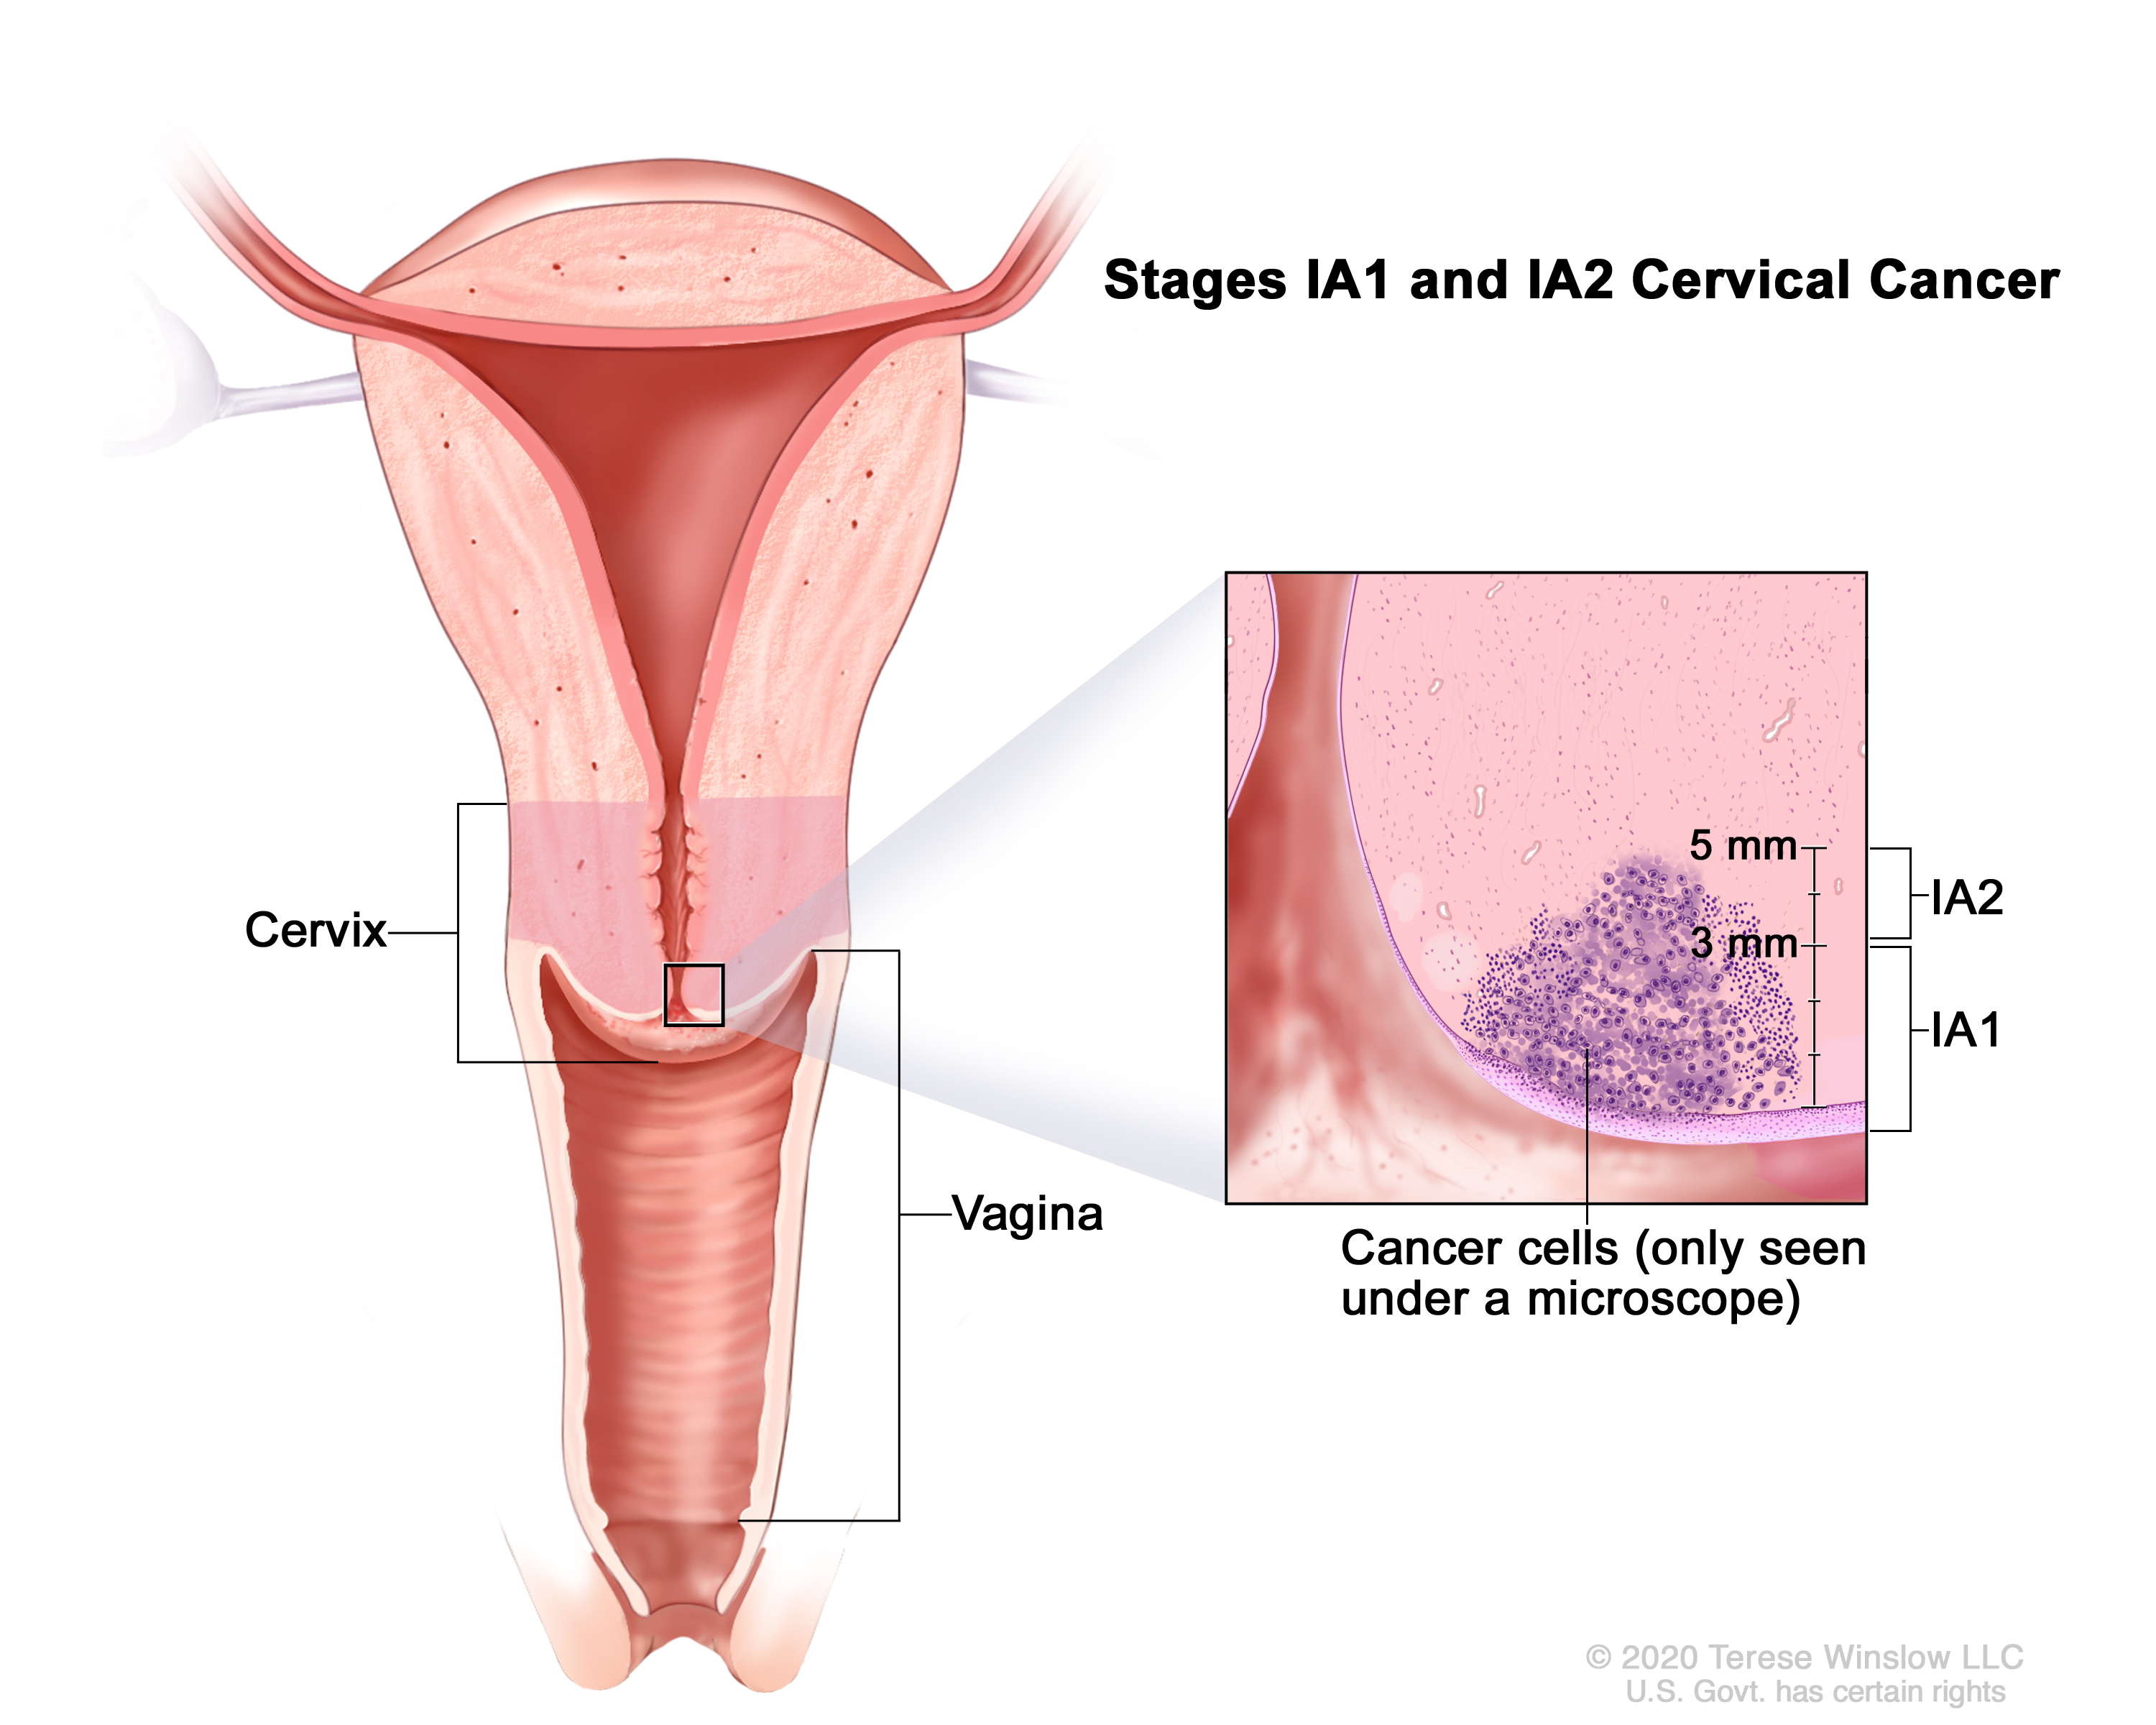 Stages IA1 and IA2 Cervical Cancer
5 mm
IA2
3 mm
Cervix
IA1
Vagina
Cancer cells (only seen
under a microscope)
© 2020 Terese Winslow LLC
U.S. Govt. has certain rights